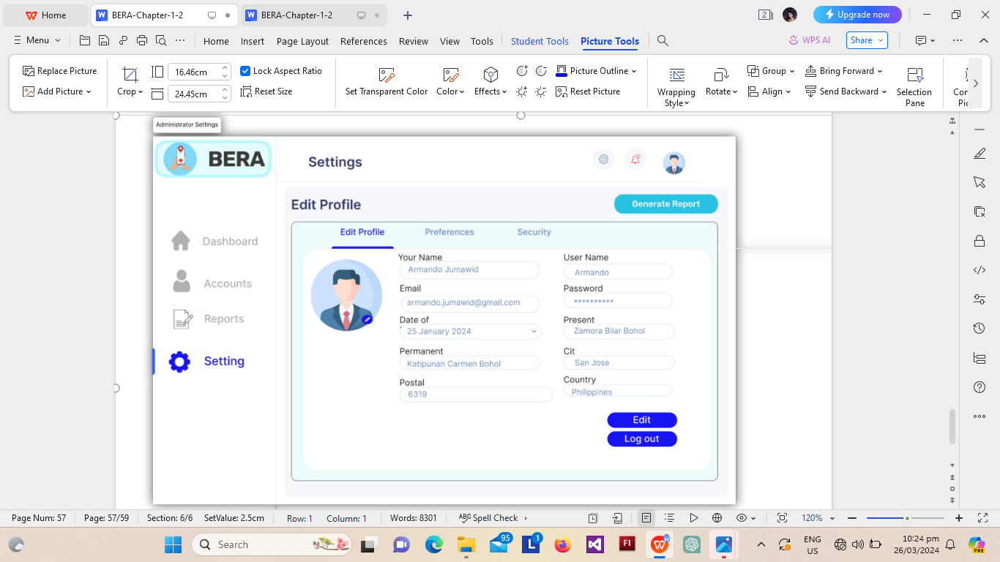 Home
BERA-Chapter-1-2
BERA-Chapter-1-2
2
Upgrade now
Menu
Home Insert Page Layout References Review View Tools Student Tools Picture Tools
WPS AI
Share
Replace Picture
Add Picture
Crop
16.46cm
24.45cm
Lock Aspect Ratio
Reset Size
Set Transparent Color
Color
Effects
Picture Outline
Reset Picture
Wrapping
Style
Rotate
Group
Align
Bring Forward
Send Backward
Selection
Pane
Administrator Settings
BERA
Settings
Edit Profile
Generate Report
Edit Profile Preferences Security
Dashboard
Accounts
Reports
Setting
Your Name
Armando Jumawid
User Name
Armando
Email
armando.jumawid@gmail.com
Password
**********
Date of
25 January 2024
Present
Zamora Bilar Bohol
Permanent
Katipunan Carmen Bohol
Cit
San Jose
Postal
6319
Country
Philippines
Edit
Log out
Page Num: 57 Page: 57/59 Section: 6/6 SetValue: 2.5cm Row: 1 Column: 1 Words: 8301 ABC Spell Check
120%
Search
95
L
1
Fl
W
ENG
US
10:24 pm
26/03/2024
PRE